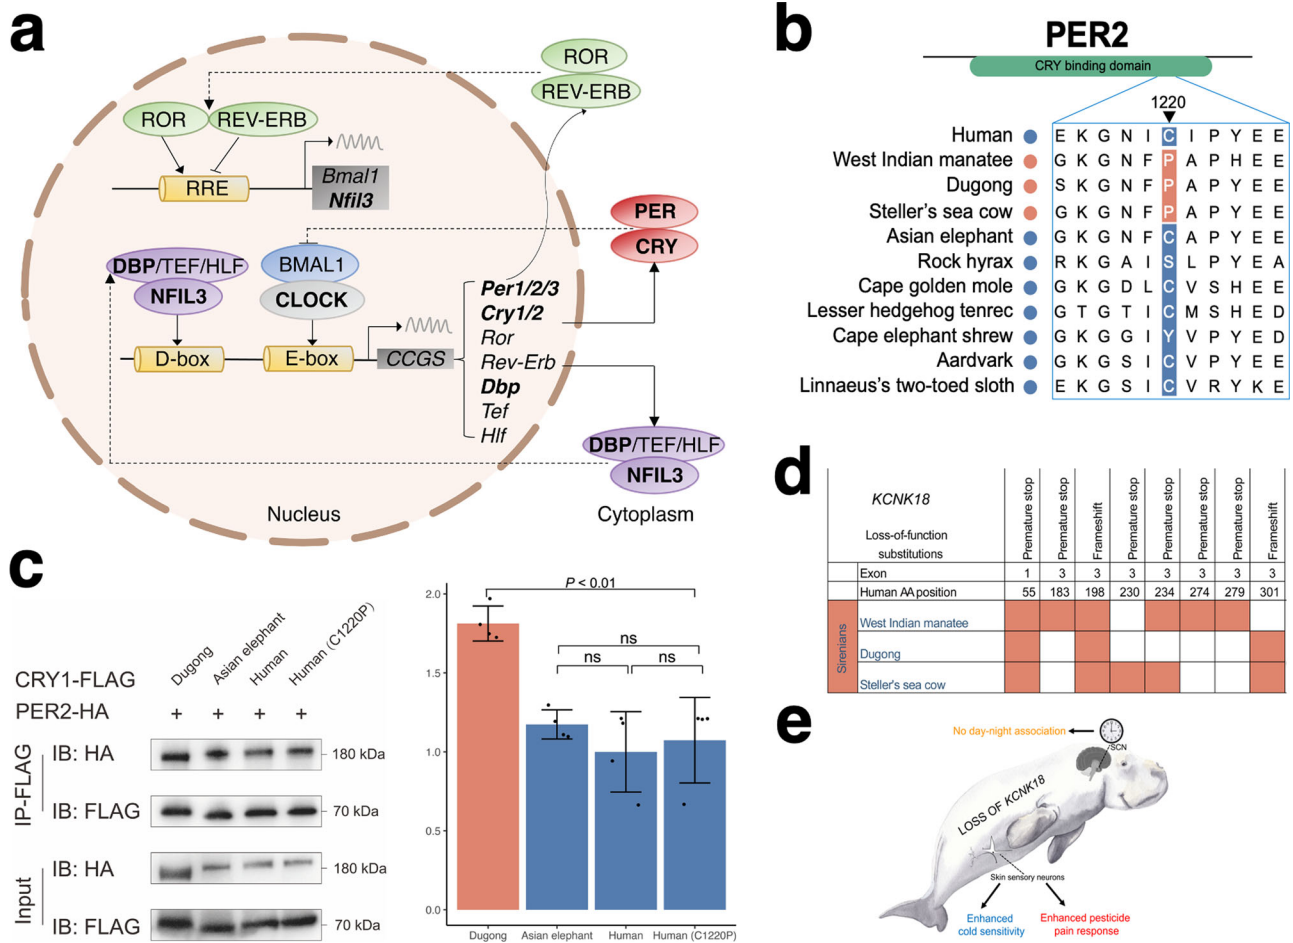 a
ROR
REV-ERB
ROR
REV-ERB
RRE
Bmal1
Nfil3
PER
CRY
DBP/TEF/HLF
NFIL3
BMAL1
CLOCK
D-box
E-box
CCGS
Per1/2/3
Cry1/2
Ror
Rev-Erb
Dbp
Tef
Hlf
DBP/TEF/HLF
NFIL3
Nucleus
Cytoplasm
b
PER2
CRY binding domain
1220
Human E K G N I C I P Y E E
West Indian manatee G K G N F P A P H E E
Dugong S K G N F P A P Y E E
Steller's sea cow G K G N F P A P Y E E
Asian elephant G K G N F C A P Y E E
Rock hyrax R K G A I S L P Y E A
Cape golden mole G K G D L C V S H E E
Lesser hedgehog tenrec G T G T I C M S H E D
Cape elephant shrew G K G G I Y V P Y E D
Aardvark G K G S I C V P Y E E
Linnaeus's two-toed sloth E K G S I C V R Y K E
c
Dugong
Asian elephant
Human
Human (C1220P)
CRY1-FLAG
PER2-HA + + + +
IP-FLAG
IB: HA 180 kDa
IB: FLAG 70 kDa
Input
IB: HA 180 kDa
IB: FLAG 70 kDa
P < 0.01
ns
ns ns
2.0
1.5
1.0
0.5
0.0
Dugong Asian elephant Human Human (C1220P)
d
KCNK18
Loss-of-function
substitutions
Premature stop
Premature stop
Frameshift
Premature stop
Premature stop
Premature stop
Premature stop
Frameshift
Exon 1 3 3 3 3 3 3 3
Human AA position 55 183 198 230 234 274 279 301
Sirenians
West Indian manatee
Dugong
Steller's sea cow
e
No day-night association
SCN
LOSS OF KCNK18
Skin sensory neurons
Enhanced
cold sensitivity
Enhanced pesticide
pain response